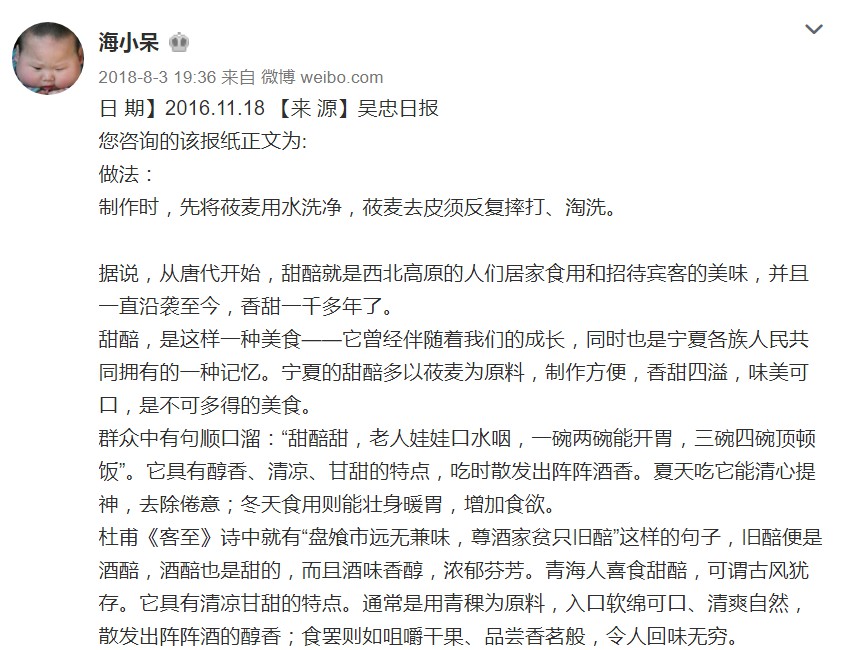 海小呆
2018-8-3 19:36 来自 微博 weibo.com
日 期】2016.11.18 【来 源】吴忠日报
您咨询的该报纸正文为:
做法：
制作时，先将莜麦用水洗净，莜麦去皮须反复摔打、淘洗。
据说，从唐代开始，甜醅就是西北高原的人们居家食用和招待宾客的美味，并且
一直沿袭至今，香甜一千多年了。
甜醅，是这样一种美食——它曾经伴随着我们的成长，同时也是宁夏各族人民共
同拥有的一种记忆。宁夏的甜醅多以莜麦为原料，制作方便，香甜四溢，味美可
口，是不可多得的美食。
群众中有句顺口溜：“甜醅甜，老人娃娃口水咽，一碗两碗能开胃，三碗四碗顶顿
饭”。它具有醇香、清凉、甘甜的特点，吃时散发出阵阵酒香。夏天吃它能清心提
神，去除倦意；冬天食用则能壮身暖胃，增加食欲。
杜甫《客至》诗中就有“盘飧市远无兼味，尊酒家贫只旧醅”这样的句子，旧醅便是
酒醅，酒醅也是甜的，而且酒味香醇，浓郁芬芳。青海人喜食甜醅，可谓古风犹
存。它具有清凉甘甜的特点。通常是用青稞为原料，入口软绵可口、清爽自然，
散发出阵阵酒的醇香；食罢则如咀嚼干果、品尝香茗般，令人回味无穷。